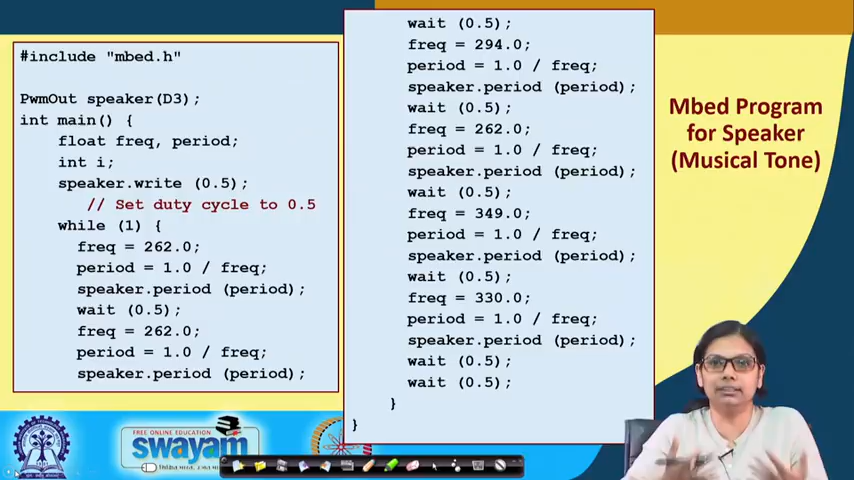 #include "mbed.h"
PwmOut speaker(D3);
int main() {
float freq, period;
int i;
speaker.write (0.5);
// Set duty cycle to 0.5
while (1) {
freq = 262.0;
period = 1.0 / freq;
speaker.period (period);
wait (0.5);
freq = 262.0;
period = 1.0 / freq;
speaker.period (period);
wait (0.5);
freq = 294.0;
period = 1.0 / freq;
speaker.period (period);
wait (0.5);
freq = 262.0;
period = 1.0 / freq;
speaker.period (period);
wait (0.5);
freq = 349.0;
period = 1.0 / freq;
speaker.period (period);
wait (0.5);
freq = 330.0;
period = 1.0 / freq;
speaker.period (period);
wait (0.5);
wait (0.5);
}
}
Mbed Program
for Speaker
(Musical Tone)
FREE ONLINE EDUCATION
swayam